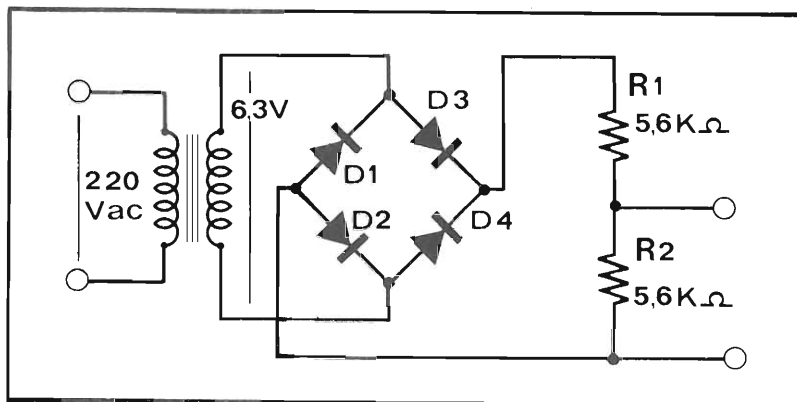 220
Vac
6,3V
D1
D2
D3
D4
R1
5,6KΩ
R2
5,6KΩ